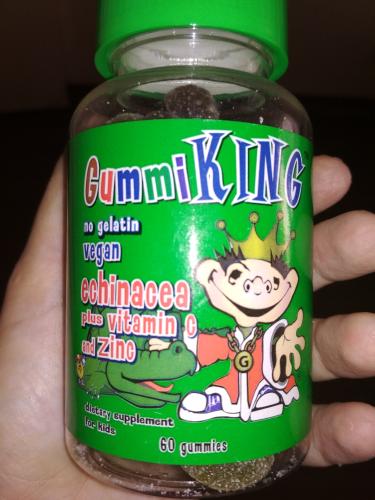 GummiKING
no gelatin
vegan
echinacea
plus vitamin C
and zinc
G
dietary supplement
for kids
60 gummies